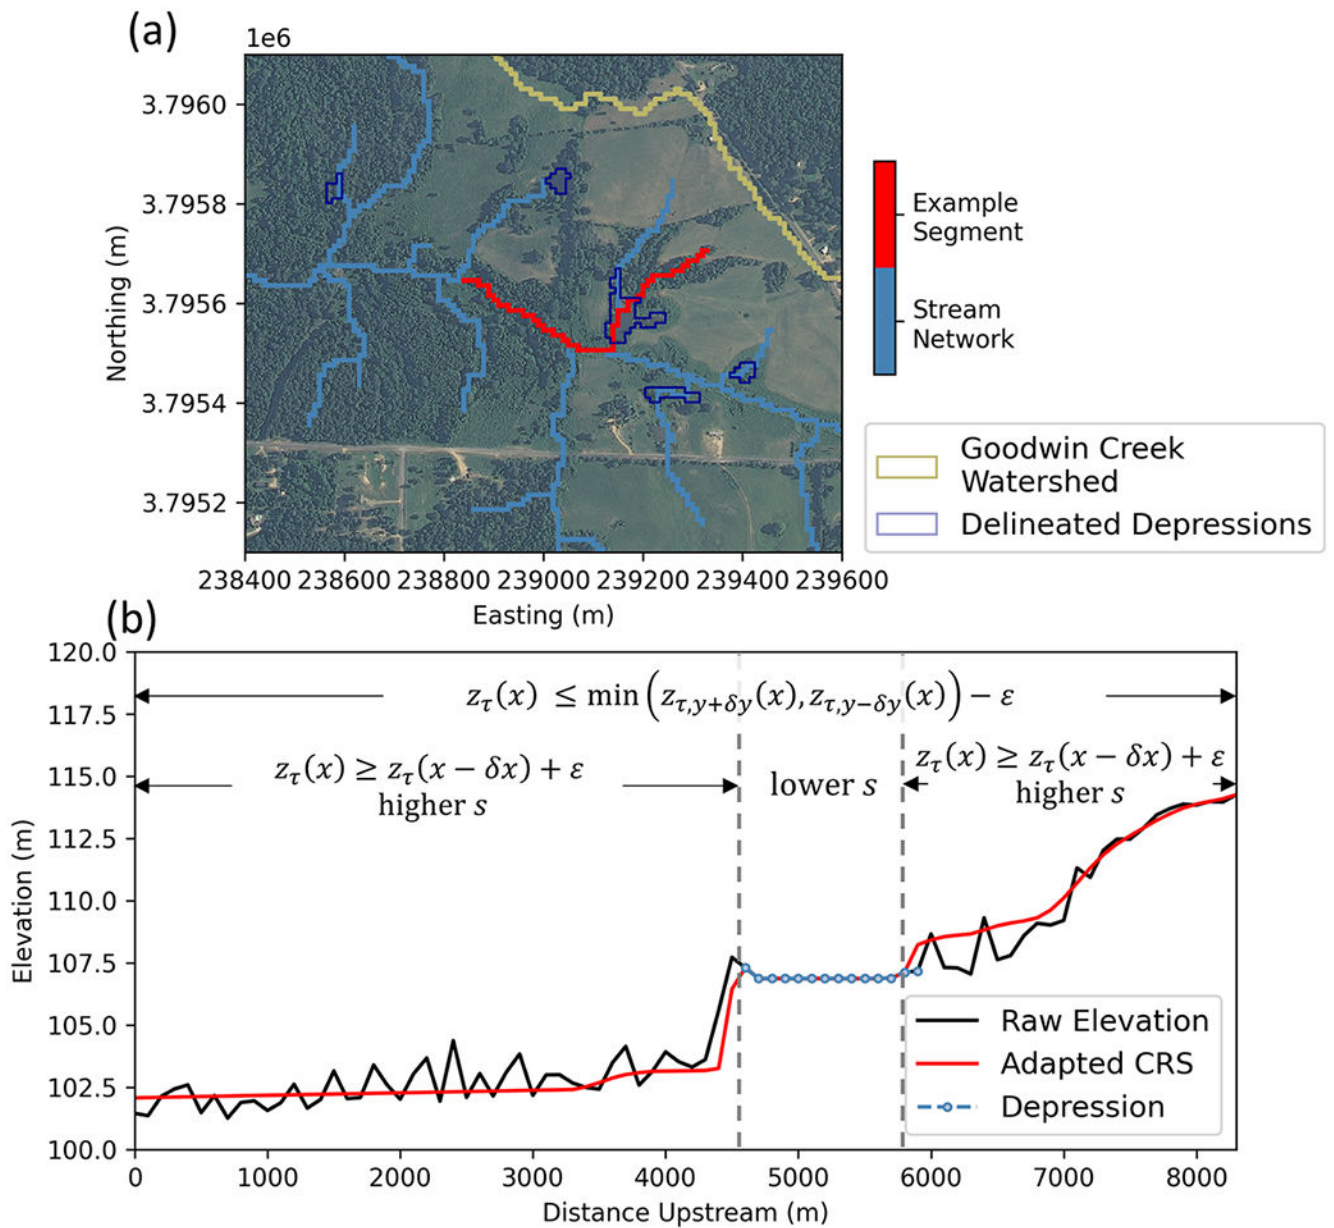 (a)
1e6
3.7960
3.7958
3.7956
3.7954
3.7952
Northing (m)
238400 238600 238800 239000 239200 239400 239600
Easting (m)
Example
Segment
Stream
Network
Goodwin Creek
Watershed
Delineated Depressions
(b)
120.0
117.5
115.0
112.5
110.0
107.5
105.0
102.5
100.0
Elevation (m)
z_τ(x) ≤ min(z_{τ,y+δy}(x), z_{τ,y−δy}(x)) − ε
z_τ(x) ≥ z_τ(x − δx) + ε
higher s
lower s
z_τ(x) ≥ z_τ(x − δx) + ε
higher s
Raw Elevation
Adapted CRS
Depression
0 1000 2000 3000 4000 5000 6000 7000 8000
Distance Upstream (m)